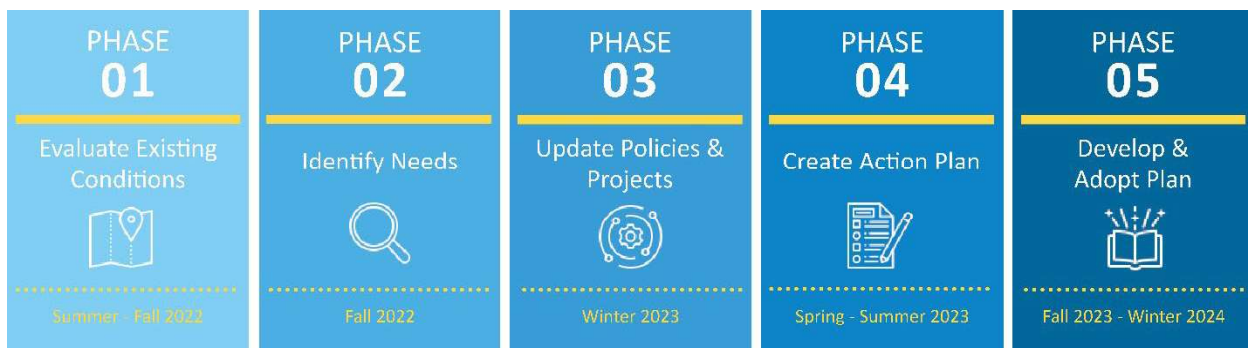 PHASE
01
Evaluate Existing
Conditions
Summer - Fall 2022
PHASE
02
Identify Needs
Fall 2022
PHASE
03
Update Policies &
Projects
Winter 2023
PHASE
04
Create Action Plan
Spring - Summer 2023
PHASE
05
Develop &
Adopt Plan
Fall 2023 - Winter 2024